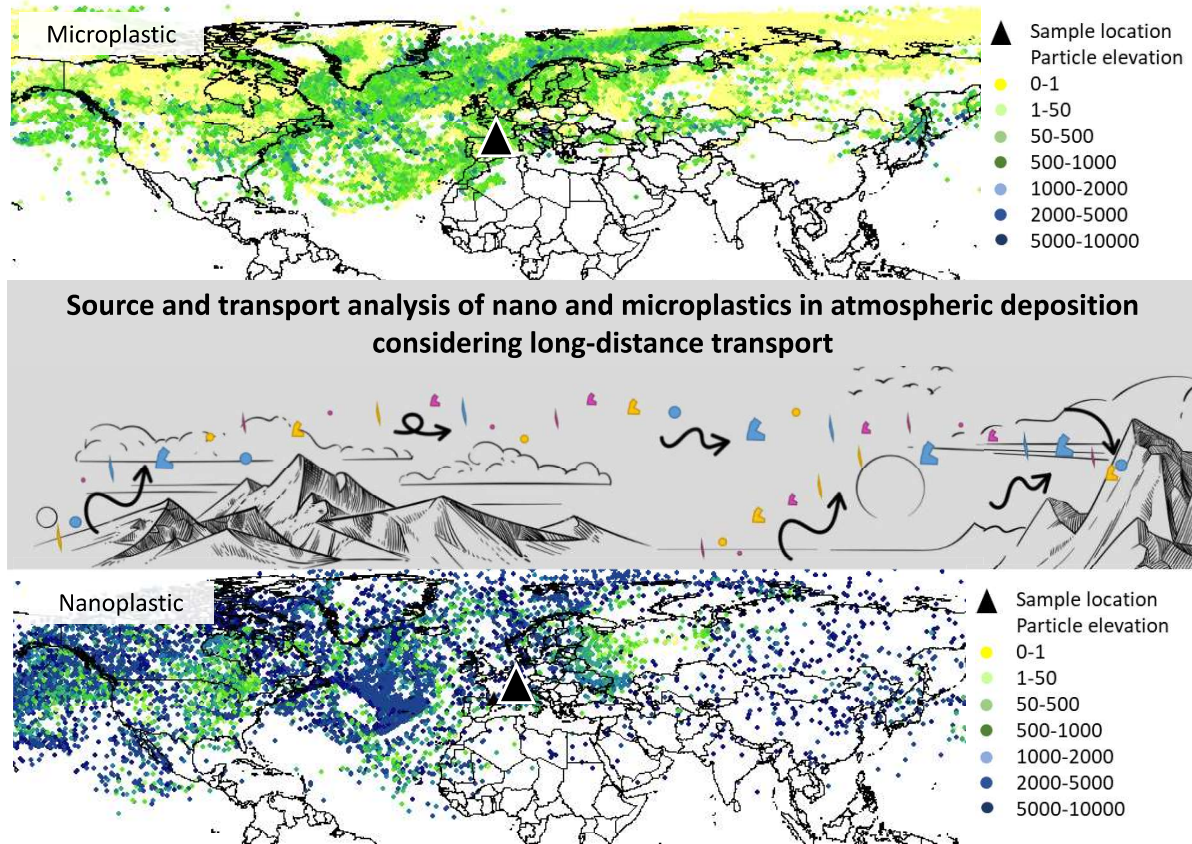 Microplastic
Sample location
Particle elevation
0-1
1-50
50-500
500-1000
1000-2000
2000-5000
5000-10000
Source and transport analysis of nano and microplastics in atmospheric deposition
considering long-distance transport
Nanoplastic
Sample location
Particle elevation
0-1
1-50
50-500
500-1000
1000-2000
2000-5000
5000-10000